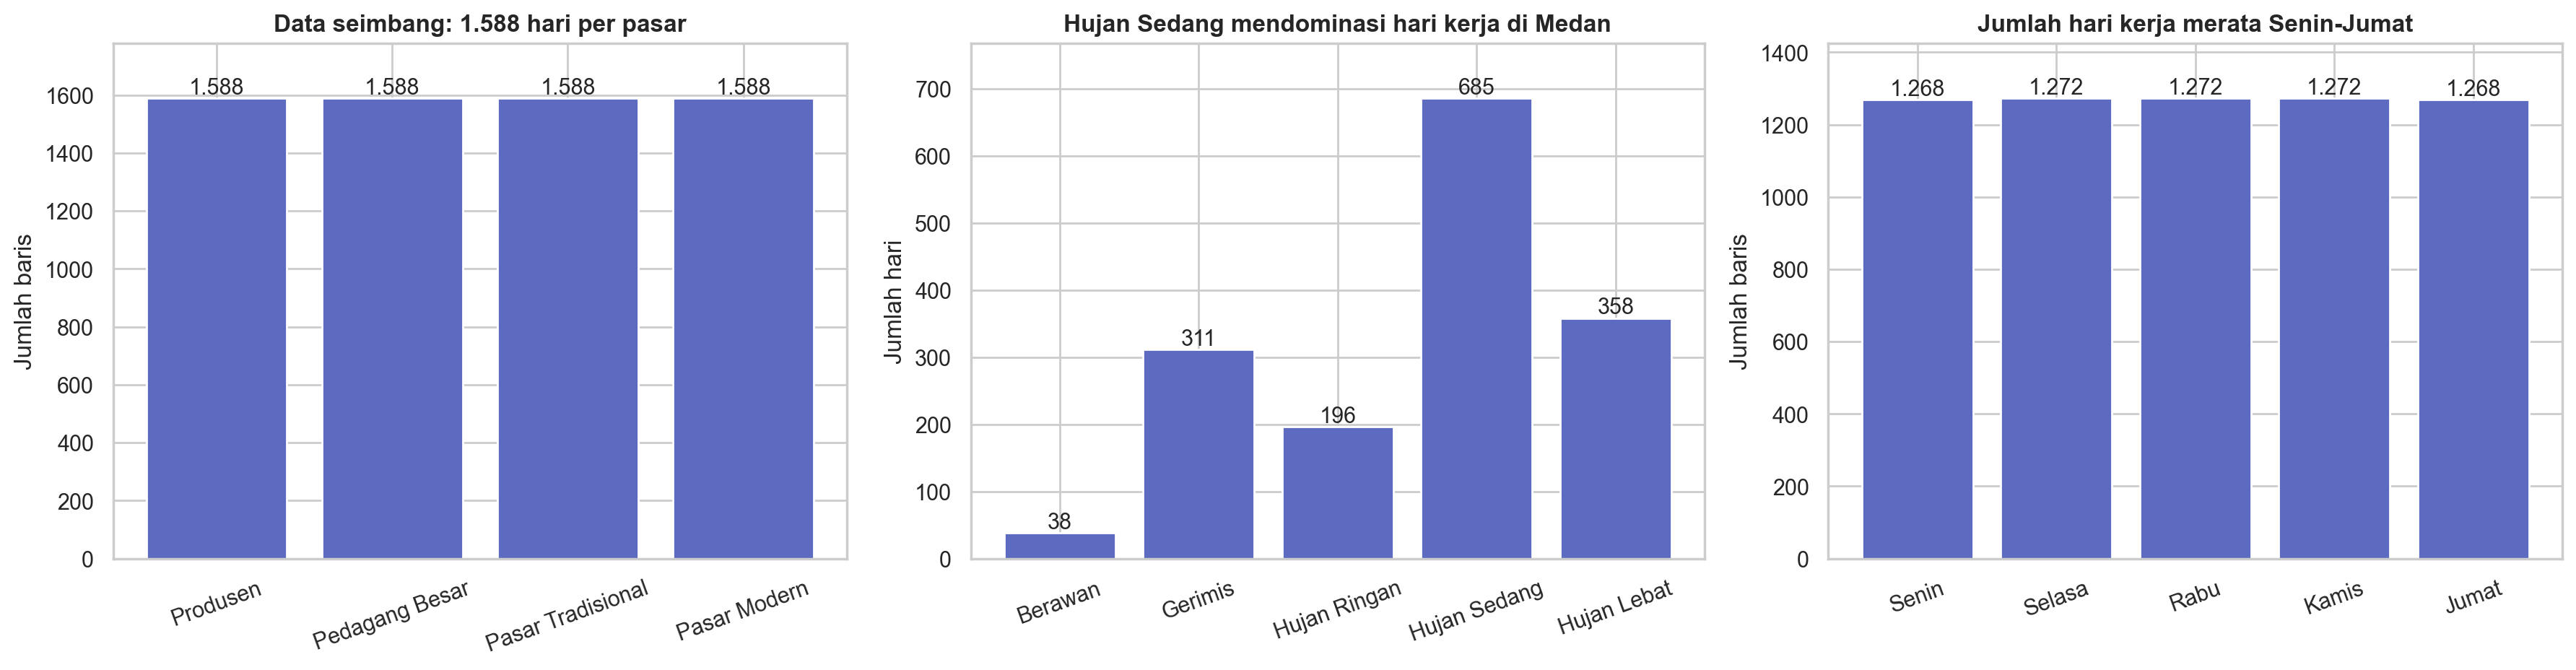 Data seimbang: 1.588 hari per pasar
Jumlah baris
1600
1400
1200
1000
800
600
400
200
0
1.588
1.588
1.588
1.588
Produsen
Pedagang Besar
Pasar Tradisional
Pasar Modern
Hujan Sedang mendominasi hari kerja di Medan
Jumlah hari
700
600
500
400
300
200
100
0
38
311
196
685
358
Berawan
Gerimis
Hujan Ringan
Hujan Sedang
Hujan Lebat
Jumlah hari kerja merata Senin-Jumat
Jumlah baris
1400
1200
1000
800
600
400
200
0
1.268
1.272
1.272
1.272
1.268
Senin
Selasa
Rabu
Kamis
Jumat